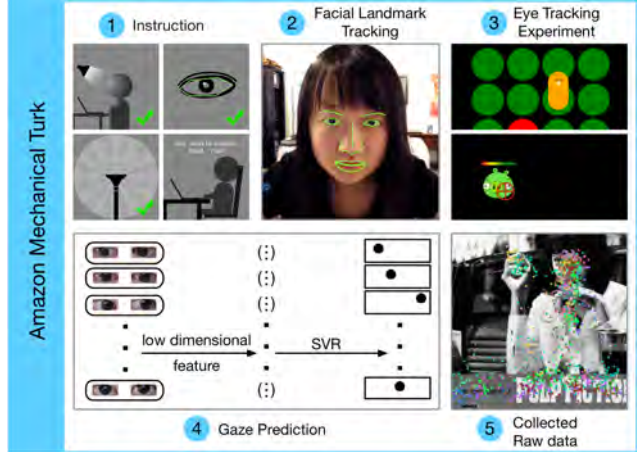 Amazon Mechanical Turk
1 Instruction
2 Facial Landmark
Tracking
3 Eye Tracking
Experiment
low dimensional
feature
SVR
4 Gaze Prediction
5 Collected
Raw data